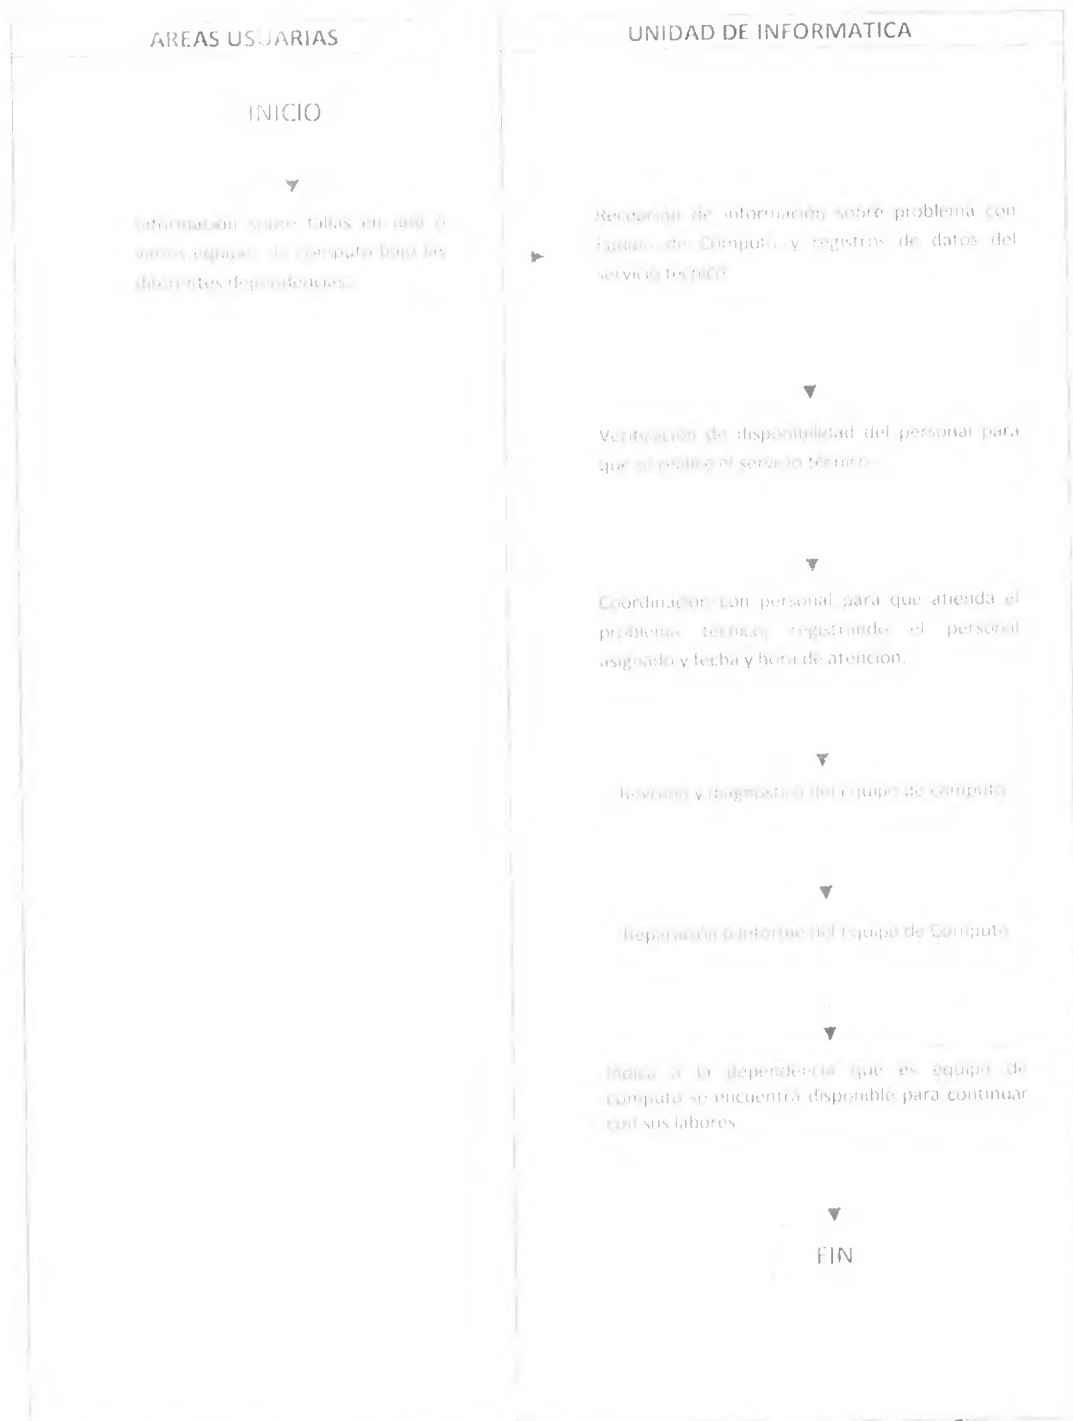 AREAS USUARIAS
UNIDAD DE INFORMATICA
INICIO
Información sobre fallas en uno o
varios equipos de computo bajo las
diferentes dependencias.
Recepción de información sobre problema con
Equipo de Computo y registros de datos del
servicio técnico
Verificación de disponibilidad del personal para
que se realice el servicio técnico.
Coordinación con personal para que atienda el
problema técnico, registrando el personal
asignado y fecha y hora de atención.
Revisión y diagnostico del Equipo de computo
Reparación o informe del Equipo de Computo
Indica a la dependencia que es equipo de
computo se encuentra disponible para continuar
con sus labores
FIN